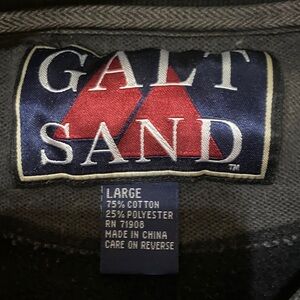 GALT
SAND
TM
LARGE
75% COTTON
25% POLYESTER
RN 71908
MADE IN CHINA
CARE ON REVERSE